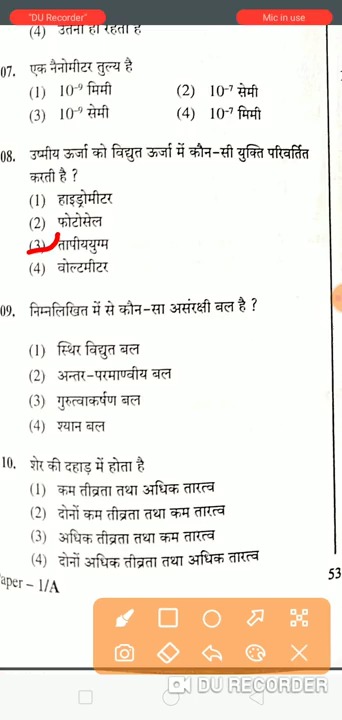 "DU Recorder"
Mic in use
(4) उतना ही रहता है
07. एक नैनोमीटर तुल्य है
(1) 10⁻⁹ मिमी (2) 10⁻⁷ सेमी
(3) 10⁻⁹ सेमी (4) 10⁻⁷ मिमी
08. उष्मीय ऊर्जा को विद्युत ऊर्जा में कौन-सी युक्ति परिवर्तित
करती है ?
(1) हाइड्रोमीटर
(2) फोटोसेल
(3) तापीययुग्म
(4) वोल्टमीटर
09. निम्नलिखित में से कौन-सा असंरक्षी बल है ?
(1) स्थिर विद्युत बल
(2) अन्तर-परमाण्वीय बल
(3) गुरुत्वाकर्षण बल
(4) श्यान बल
10. शेर की दहाड़ में होता है
(1) कम तीव्रता तथा अधिक तारत्व
(2) दोनों कम तीव्रता तथा कम तारत्व
(3) अधिक तीव्रता तथा कम तारत्व
(4) दोनों अधिक तीव्रता तथा अधिक तारत्व
53
aper – 1/A
DU RECORDER